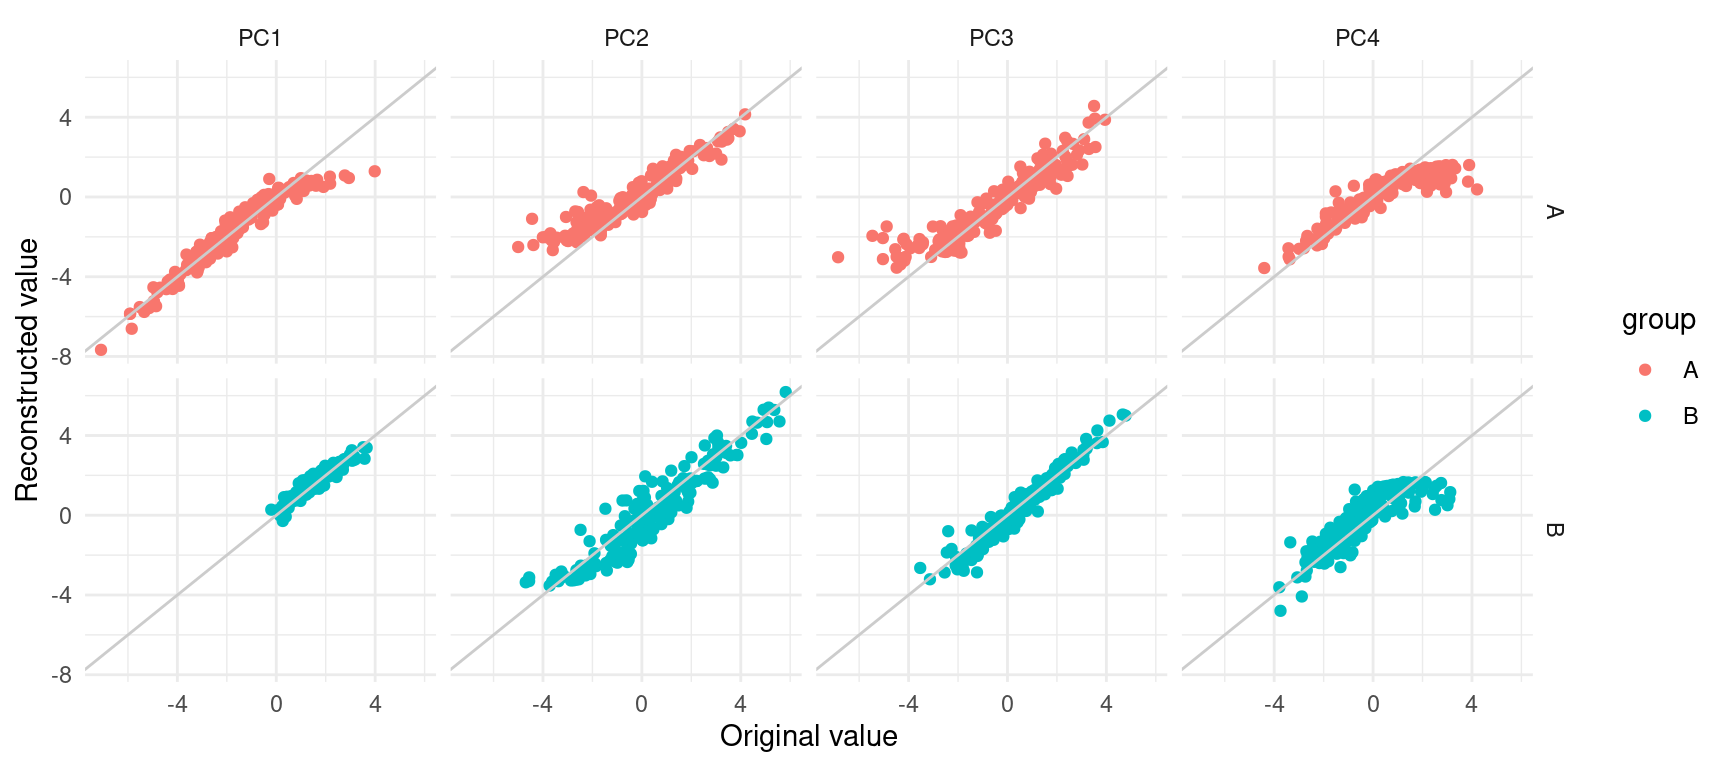 PC1 PC2 PC3 PC4
4
0
-4
-8
A
4
0
-4
-8
B
-4 0 4 -4 0 4 -4 0 4 -4 0 4
Original value
Reconstructed value
group
A
B